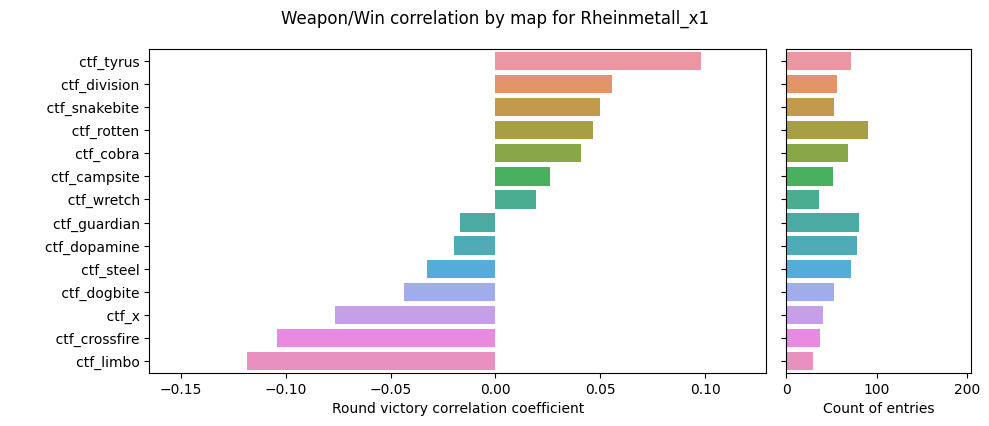 Weapon/Win correlation by map for Rheinmetall_x1
ctf_tyrus
ctf_division
ctf_snakebite
ctf_rotten
ctf_cobra
ctf_campsite
ctf_wretch
ctf_guardian
ctf_dopamine
ctf_steel
ctf_dogbite
ctf_x
ctf_crossfire
ctf_limbo
−0.15 −0.10 −0.05 0.00 0.05 0.10 0 100 200
Round victory correlation coefficient Count of entries